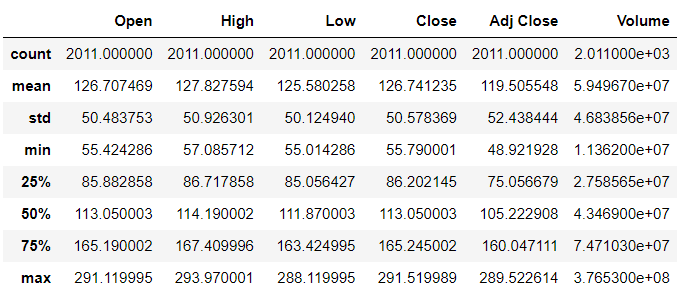 Open High Low Close Adj Close Volume
count 2011.000000 2011.000000 2011.000000 2011.000000 2011.000000 2.011000e+03
mean 126.707469 127.827594 125.580258 126.741235 119.505548 5.949670e+07
std 50.483753 50.926301 50.124940 50.578369 52.438444 4.683856e+07
min 55.424286 57.085712 55.014286 55.790001 48.921928 1.136200e+07
25% 85.882858 86.717858 85.056427 86.202145 75.056679 2.758565e+07
50% 113.050003 114.190002 111.870003 113.050003 105.222908 4.346900e+07
75% 165.190002 167.409996 163.424995 165.245002 160.047111 7.471030e+07
max 291.119995 293.970001 288.119995 291.519989 289.522614 3.765300e+08